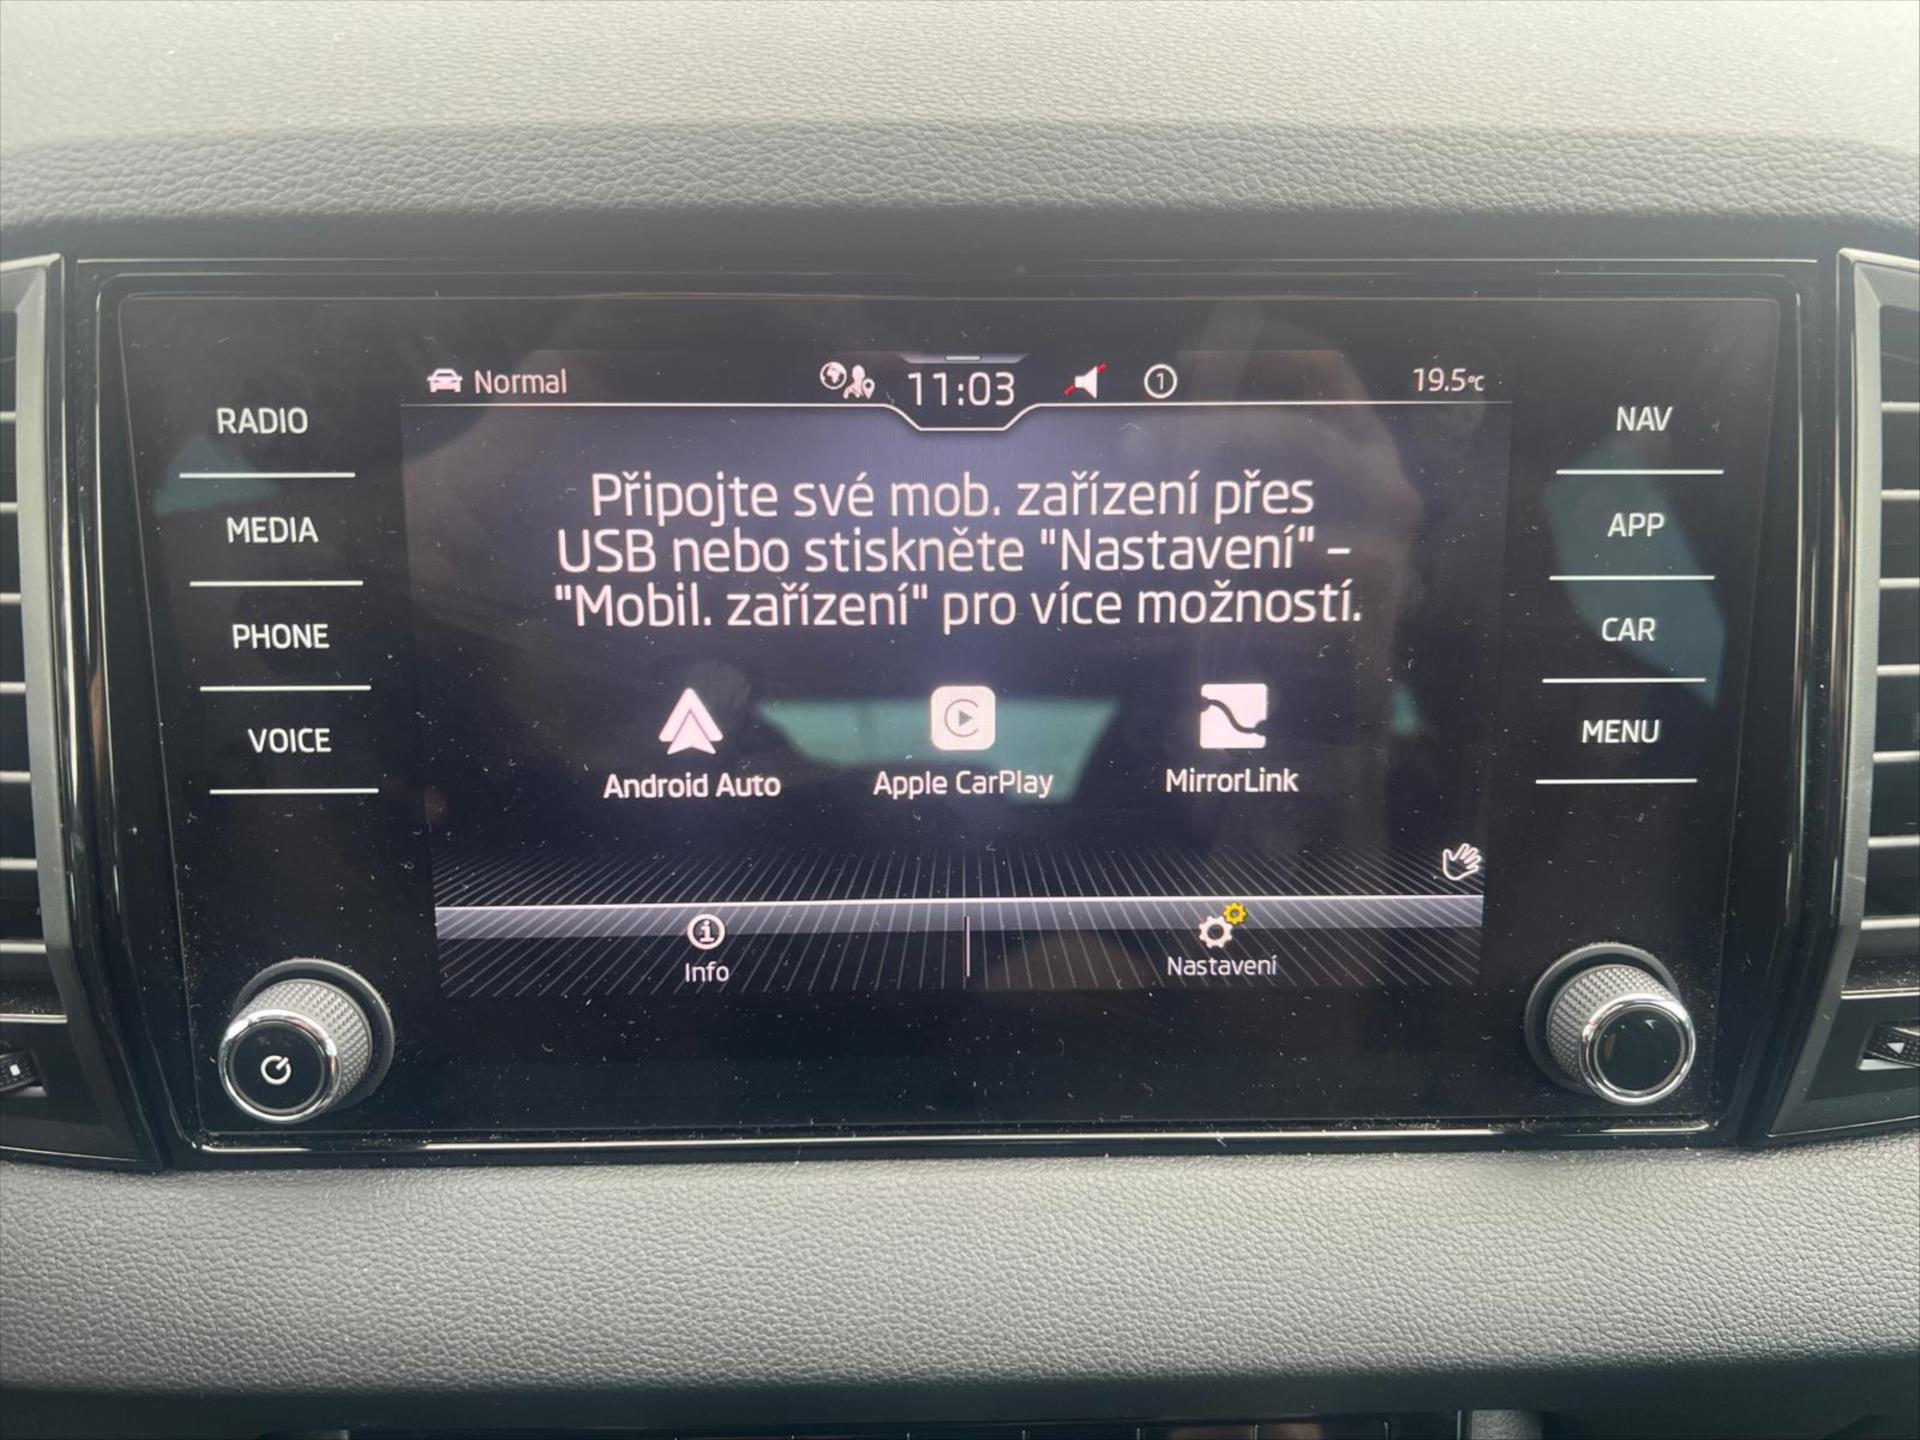 Normal 11:03 1 19.5°C
RADIO
MEDIA
PHONE
VOICE
Připojte své mob. zařízení přes
USB nebo stiskněte "Nastavení" –
"Mobil. zařízení" pro více možností.
Android Auto
Apple CarPlay
MirrorLink
Info
Nastavení
NAV
APP
CAR
MENU